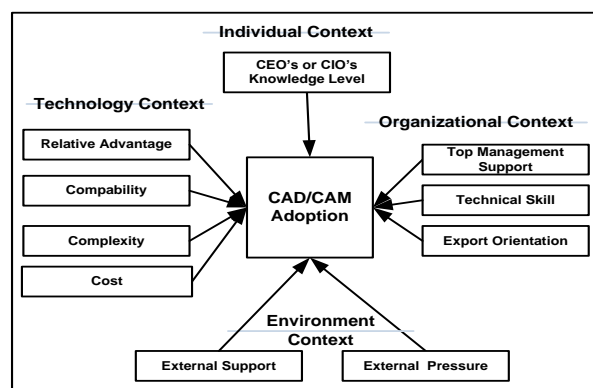 Individual Context
CEO's or CIO's
Knowledge Level
Technology Context
Organizational Context
Relative Advantage
Compability
Complexity
Cost
CAD/CAM
Adoption
Top Management
Support
Technical Skill
Export Orientation
Environment
Context
External Support
External Pressure